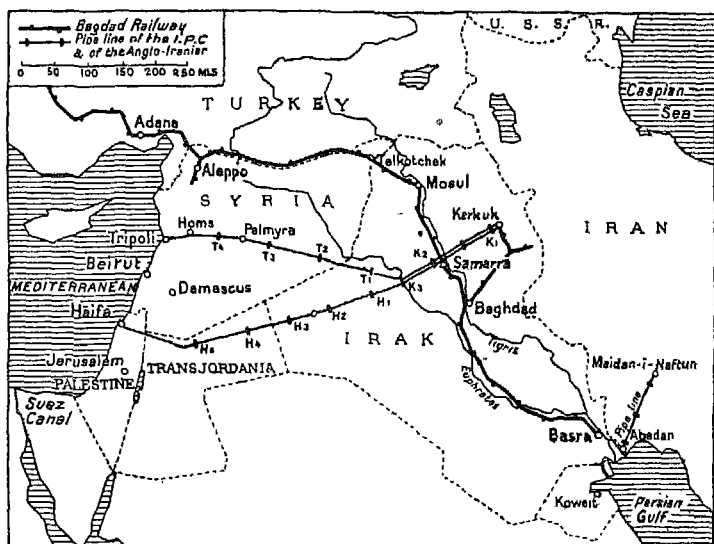 Bagdad Railway
Pipe line of the I.P.C
& of the Anglo-Iranian
0 50 100 150 200 250 MLS
U. S. S. R.
Caspian
Sea
TURKEY
Adana
Aleppo
Telkotchek
Mosul
SYRIA
Kerkuk
IRAN
Homs
Tripoli
Palmyra
T4
T3
T2
T1
K1
K2
K3
Samarra
Beirut
MEDITERRANEAN
Damascus
Baghdad
Haifa
H5
H4
H3
H2
H1
IRAK
Tigris
Jerusalem
TRANSJORDANIA
PALESTINE
Euphrates
Maidan-i-Naftun
Suez
Canal
Pipe line
Basra
Abadan
Koweit
Persian
Gulf